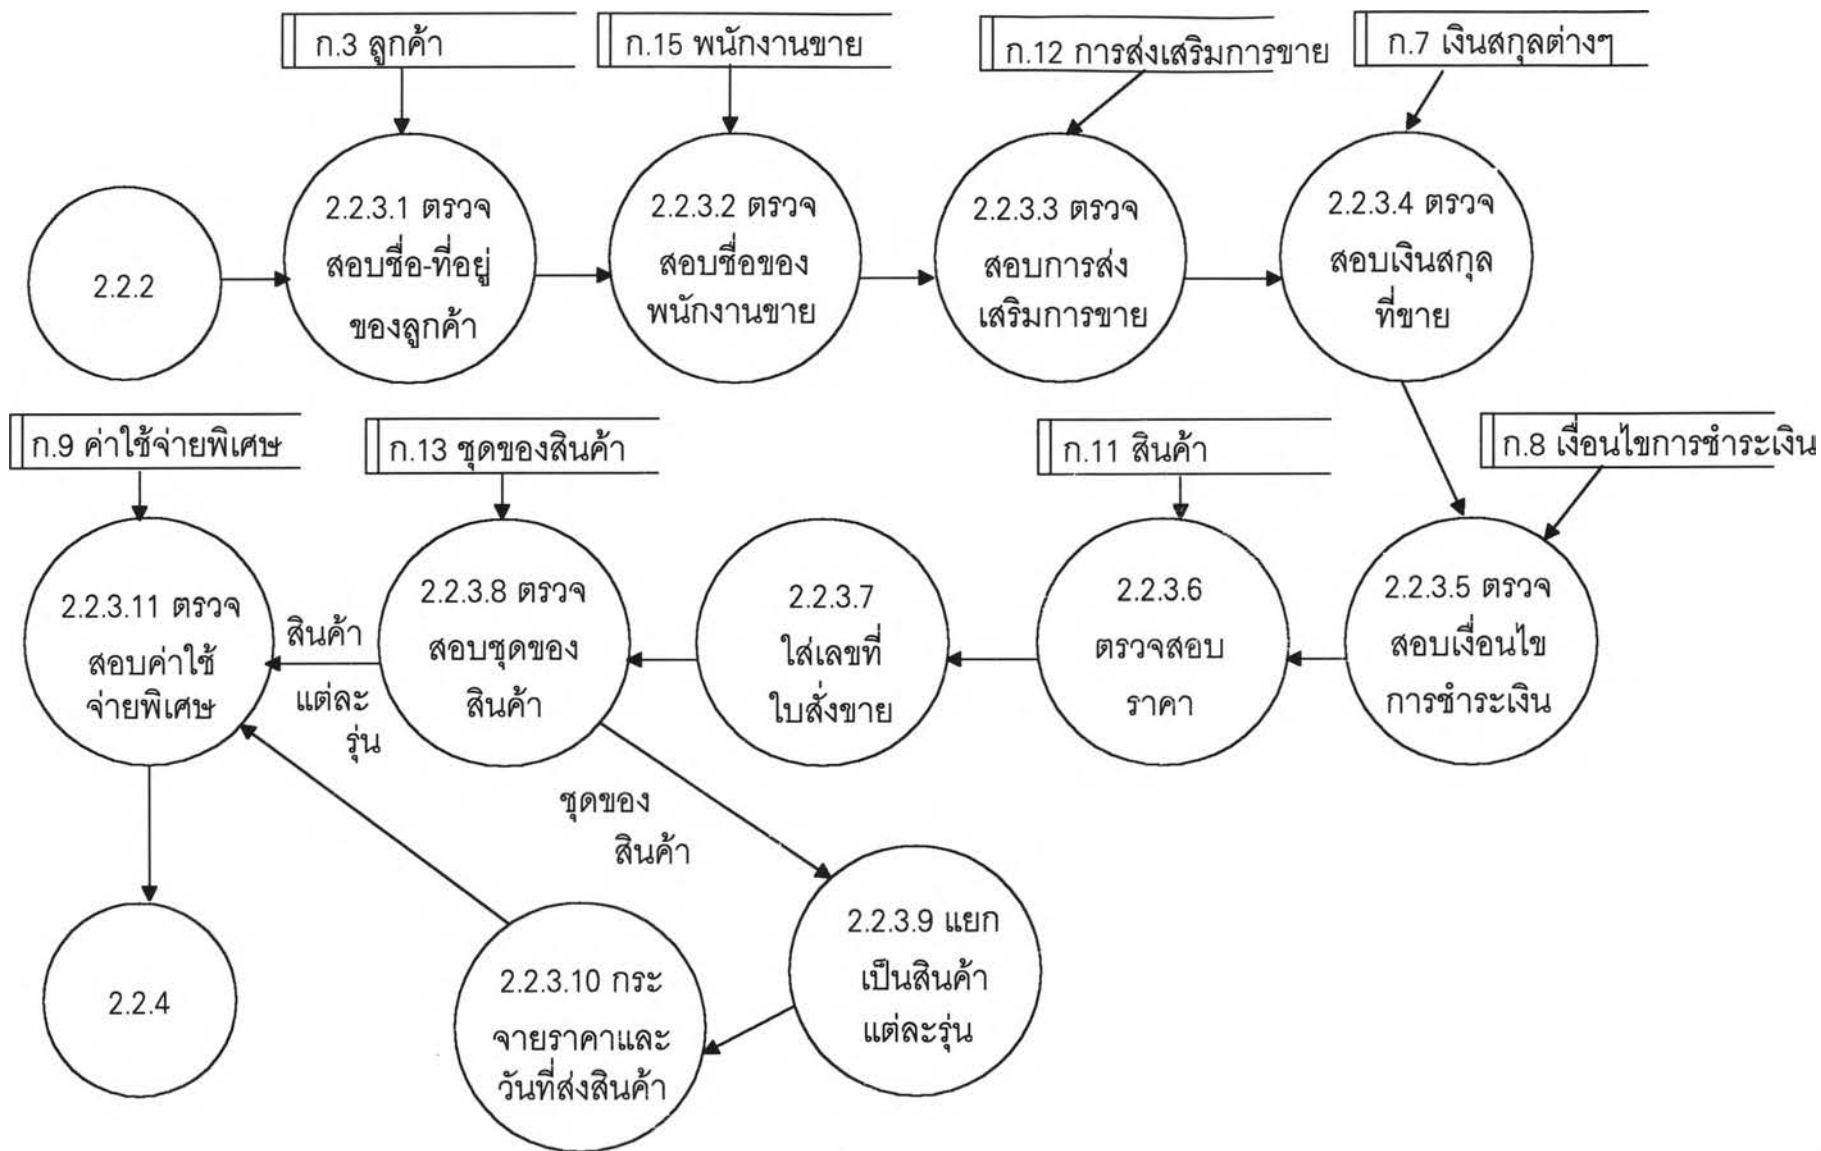 ก.3 ลูกค้า
ก.15 พนักงานขาย
ก.12 การส่งเสริมการขาย
ก.7 เงินสกุลต่างๆ
2.2.2
2.2.3.1 ตรวจ
สอบชื่อ-ที่อยู่
ของลูกค้า
2.2.3.2 ตรวจ
สอบชื่อของ
พนักงานขาย
2.2.3.3 ตรวจ
สอบการส่ง
เสริมการขาย
2.2.3.4 ตรวจ
สอบเงินสกุล
ที่ขาย
ก.9 ค่าใช้จ่ายพิเศษ
ก.13 ชุดของสินค้า
ก.11 สินค้า
ก.8 เงื่อนไขการชำระเงิน
2.2.3.11 ตรวจ
สอบค่าใช้
จ่ายพิเศษ
สินค้า
แต่ละ
รุ่น
2.2.3.8 ตรวจ
สอบชุดของ
สินค้า
2.2.3.7
ใส่เลขที่
ใบสั่งขาย
2.2.3.6
ตรวจสอบ
ราคา
2.2.3.5 ตรวจ
สอบเงื่อนไข
การชำระเงิน
ชุดของ
สินค้า
2.2.4
2.2.3.10 กระ
จายราคาและ
วันที่ส่งสินค้า
2.2.3.9 แยก
เป็นสินค้า
แต่ละรุ่น